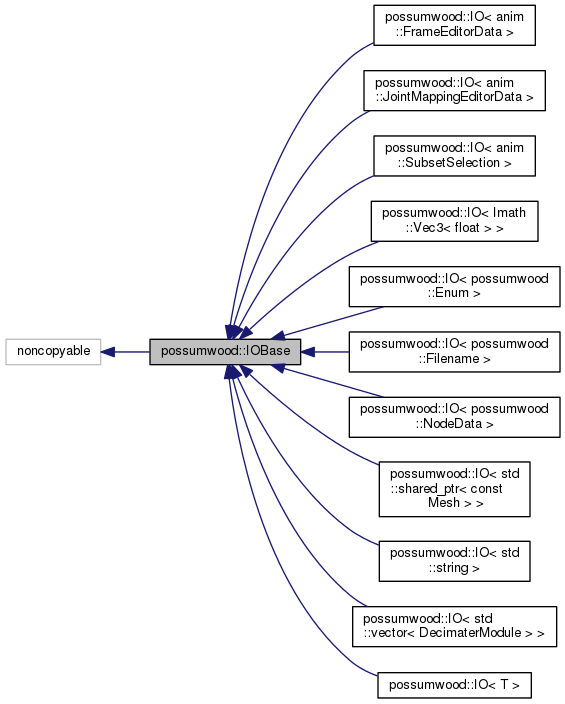 possumwood::IO< anim
::FrameEditorData >
possumwood::IO< anim
::JointMappingEditorData >
possumwood::IO< anim
::SubsetSelection >
possumwood::IO< Imath
::Vec3< float > >
possumwood::IO< possumwood
::Enum >
noncopyable
possumwood::IOBase
possumwood::IO< possumwood
::Filename >
possumwood::IO< possumwood
::NodeData >
possumwood::IO< std
::shared_ptr< const
Mesh > >
possumwood::IO< std
::string >
possumwood::IO< std
::vector< DecimaterModule > >
possumwood::IO< T >